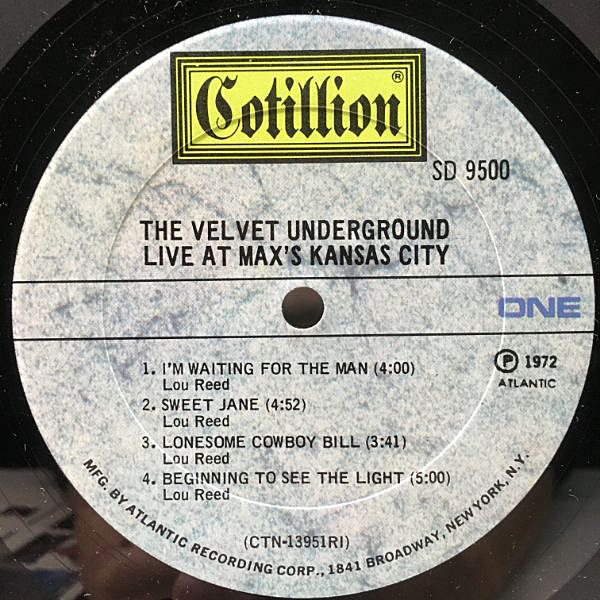 Cotillion®
SD 9500
THE VELVET UNDERGROUND
LIVE AT MAX'S KANSAS CITY
ONE
1. I'M WAITING FOR THE MAN (4:00)
Lou Reed
2. SWEET JANE (4:52)
Lou Reed
3. LONESOME COWBOY BILL (3:41)
Lou Reed
4. BEGINNING TO SEE THE LIGHT (5:00)
Lou Reed
Ⓟ 1972
ATLANTIC
(CTN-13951RI)
MFG. BY ATLANTIC RECORDING CORP., 1841 BROADWAY, NEW YORK, N.Y.